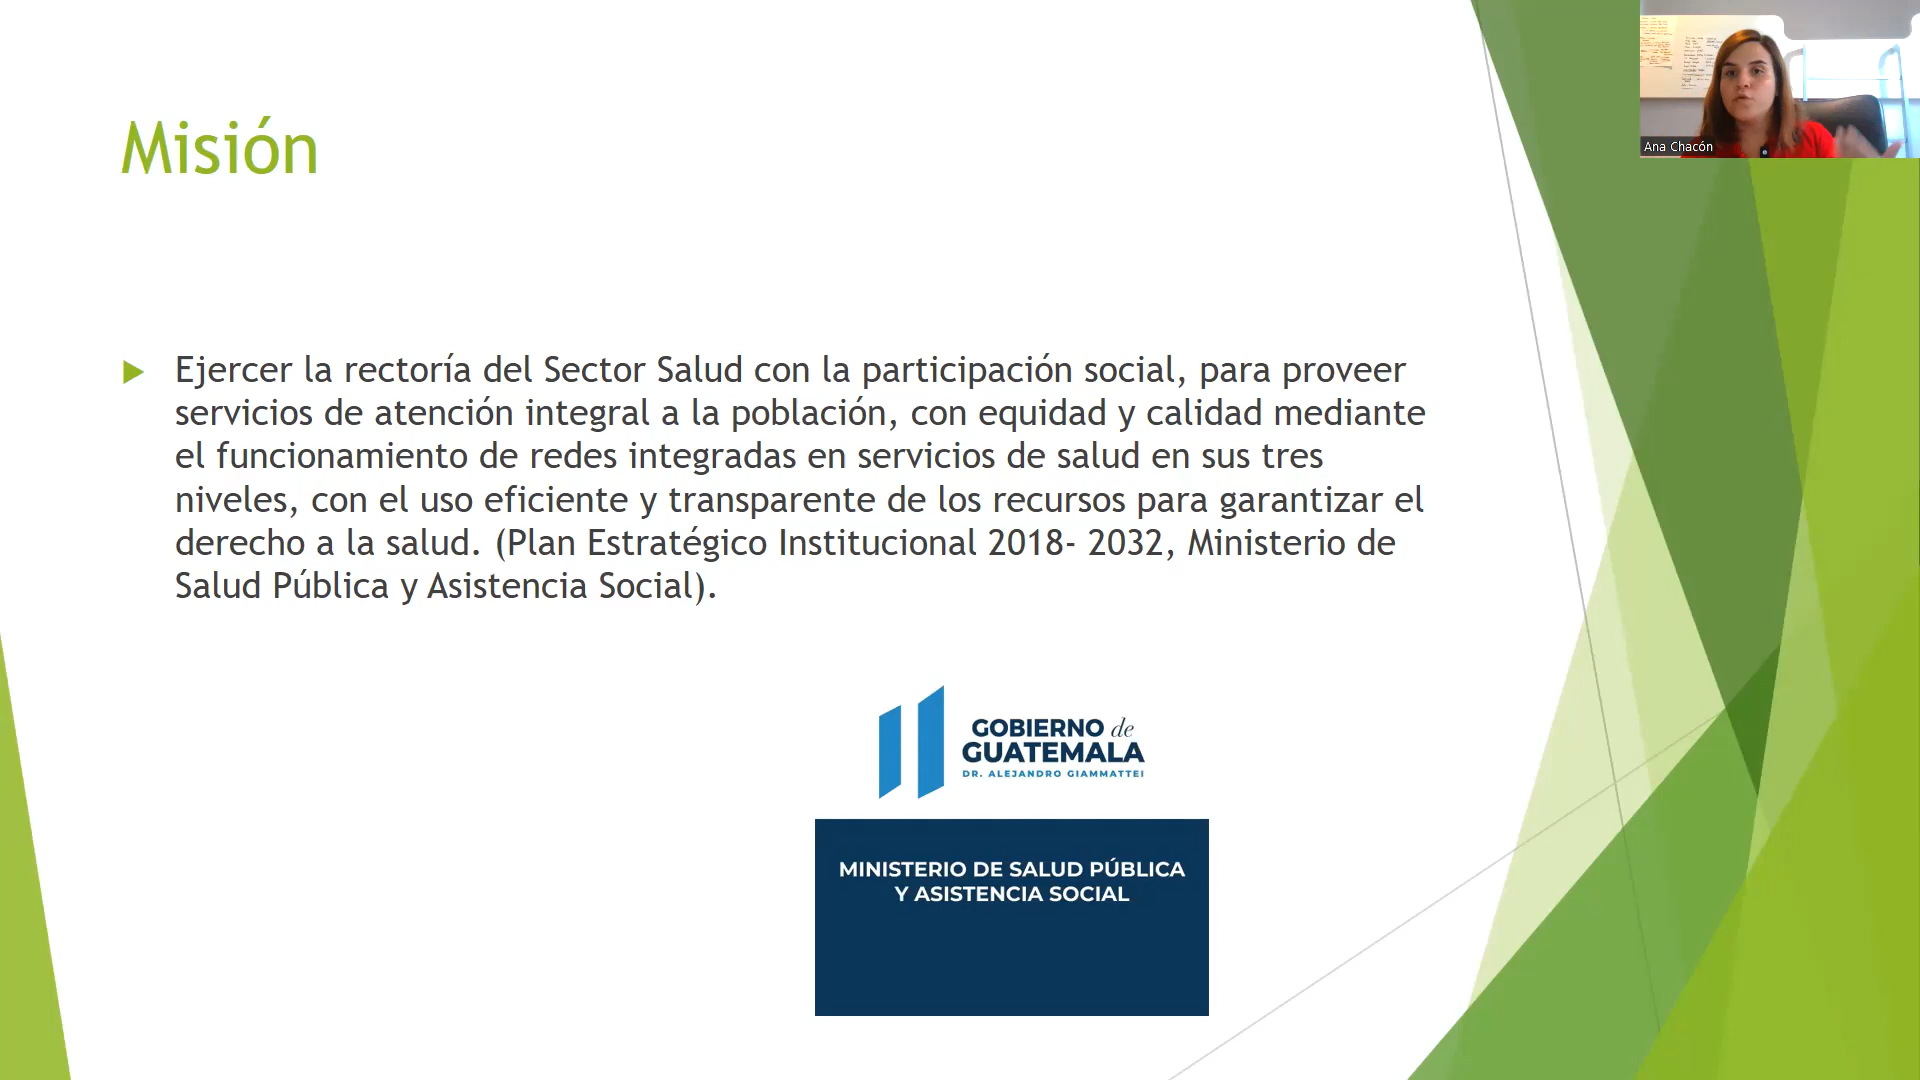 Misión
Ejercer la rectoría del Sector Salud con la participación social, para proveer
servicios de atención integral a la población, con equidad y calidad mediante
el funcionamiento de redes integradas en servicios de salud en sus tres
niveles, con el uso eficiente y transparente de los recursos para garantizar el
derecho a la salud. (Plan Estratégico Institucional 2018- 2032, Ministerio de
Salud Pública y Asistencia Social).
GOBIERNO de
GUATEMALA
DR. ALEJANDRO GIAMMATTEI
MINISTERIO DE SALUD PÚBLICA
Y ASISTENCIA SOCIAL
Ana Chacón